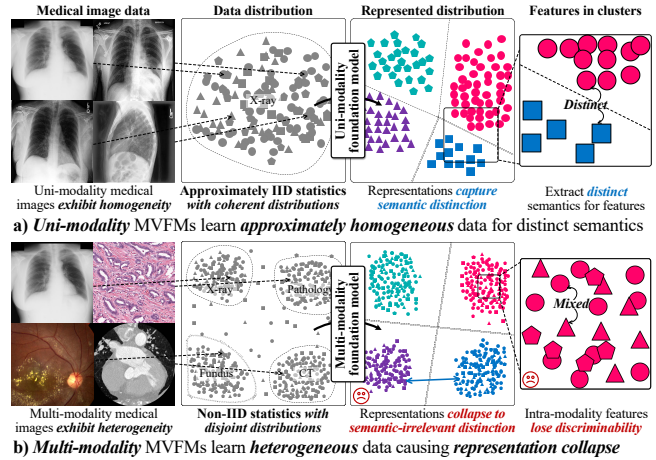 Medical image data
Data distribution
Represented distribution
Features in clusters
X-ray
Uni-modality
foundation model
Distinct
Uni-modality medical
images exhibit homogeneity
Approximately IID statistics
with coherent distributions
Representations capture
semantic distinction
Extract distinct
semantics for features
a) Uni-modality MVFMs learn approximately homogeneous data for distinct semantics
X-ray
Pathology
Fundus
CT
Multi-modality
foundation model
Mixed
Multi-modality medical
images exhibit heterogeneity
Non-IID statistics with
disjoint distributions
Representations collapse to
semantic-irrelevant distinction
Intra-modality features
lose discriminability
b) Multi-modality MVFMs learn heterogeneous data causing representation collapse